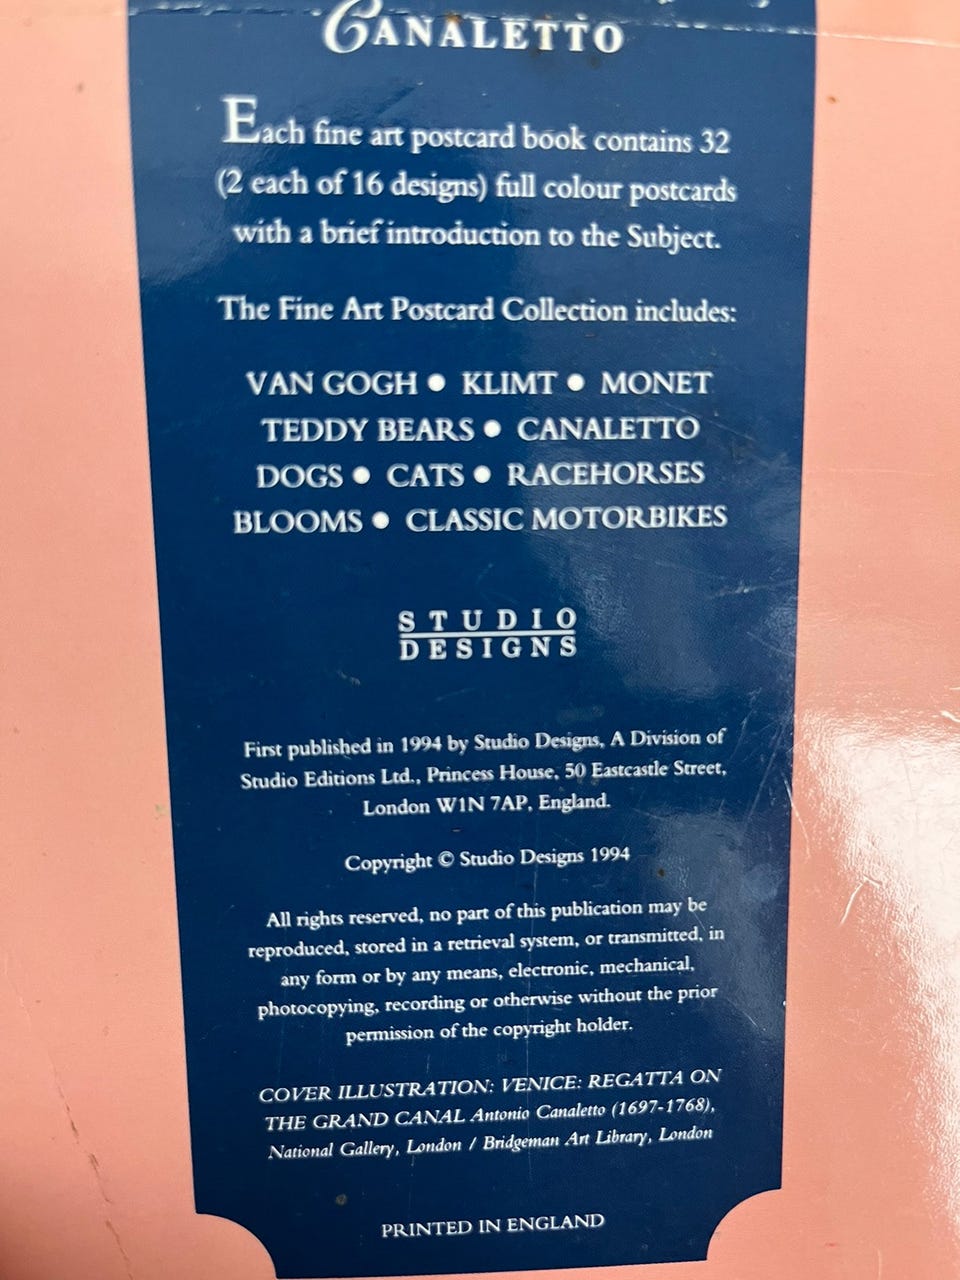 CANALETTO
Each fine art postcard book contains 32
(2 each of 16 designs) full colour postcards
with a brief introduction to the Subject.
The Fine Art Postcard Collection includes:
VAN GOGH ● KLIMT ● MONET
TEDDY BEARS ● CANALETTO
DOGS ● CATS ● RACEHORSES
BLOOMS ● CLASSIC MOTORBIKES
STUDIO
DESIGNS
First published in 1994 by Studio Designs, A Division of
Studio Editions Ltd., Princess House, 50 Eastcastle Street,
London W1N 7AP, England.
Copyright © Studio Designs 1994
All rights reserved, no part of this publication may be
reproduced, stored in a retrieval system, or transmitted, in
any form or by any means, electronic, mechanical,
photocopying, recording or otherwise without the prior
permission of the copyright holder.
COVER ILLUSTRATION: VENICE: REGATTA ON
THE GRAND CANAL Antonio Canaletto (1697-1768),
National Gallery, London / Bridgeman Art Library, London
PRINTED IN ENGLAND